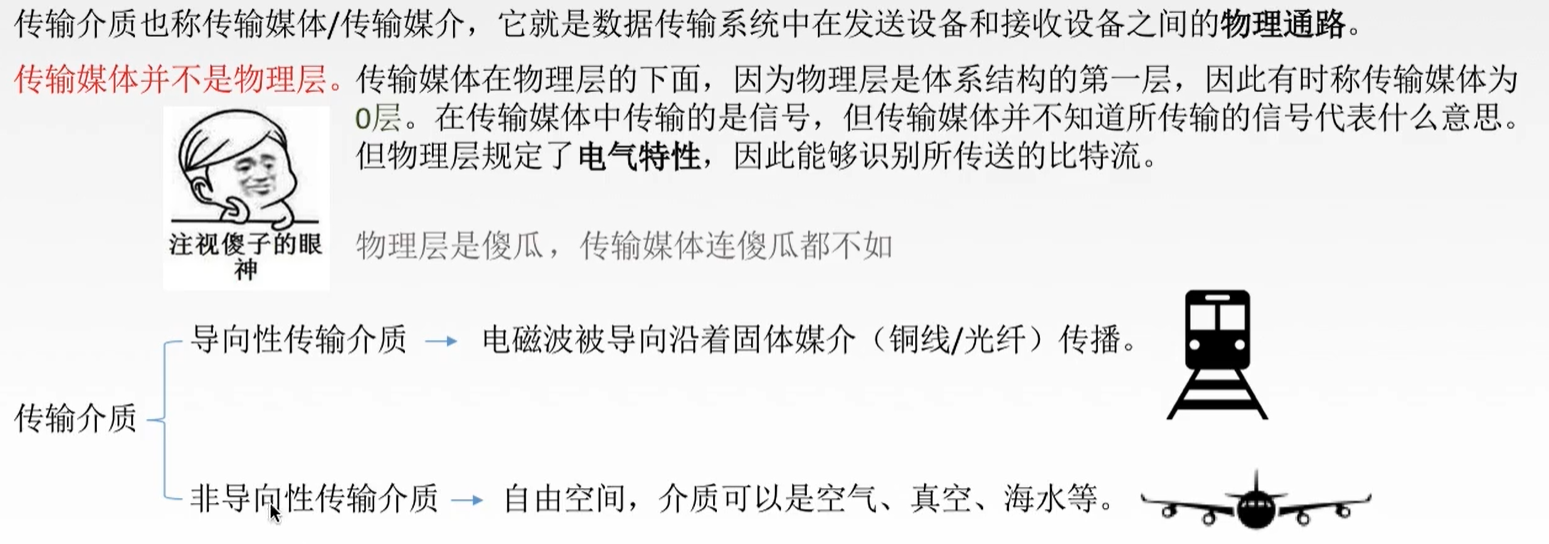 传输介质也称传输媒体/传输媒介，它就是数据传输系统中在发送设备和接收设备之间的物理通路。
传输媒体并不是物理层。传输媒体在物理层的下面，因为物理层是体系结构的第一层，因此有时称传输媒体为
0层。在传输媒体中传输的是信号，但传输媒体并不知道所传输的信号代表什么意思。
但物理层规定了电气特性，因此能够识别所传送的比特流。
注视傻子的眼
神
物理层是傻瓜，传输媒体连傻瓜都不如
导向性传输介质
电磁波被导向沿着固体媒介（铜线/光纤）传播。
传输介质
非导向性传输介质
自由空间，介质可以是空气、真空、海水等。